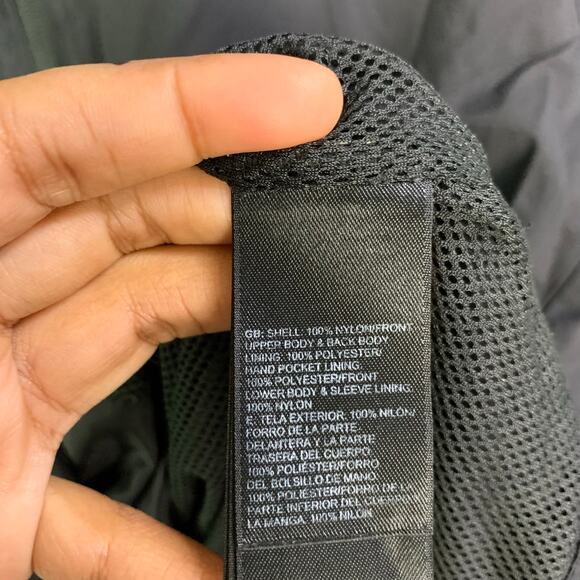 GB: SHELL: 100% NYLON/FRONT
UPPER BODY & BACK BODY
LINING: 100% POLYESTER/
HAND POCKET LINING:
100% POLYESTER/FRONT
LOWER BODY & SLEEVE LINING:
100% NYLON
E: TELA EXTERIOR: 100% NILÓN/
FORRO DE LA PARTE
DELANTERA Y LA PARTE
TRASERA DEL CUERPO:
100% POLIÉSTER/FORRO
DEL BOLSILLO DE MANO:
100% POLIÉSTER/FORRO DE LA
PARTE INFERIOR DEL CUERPO Y
LA MANGA: 100% NILON